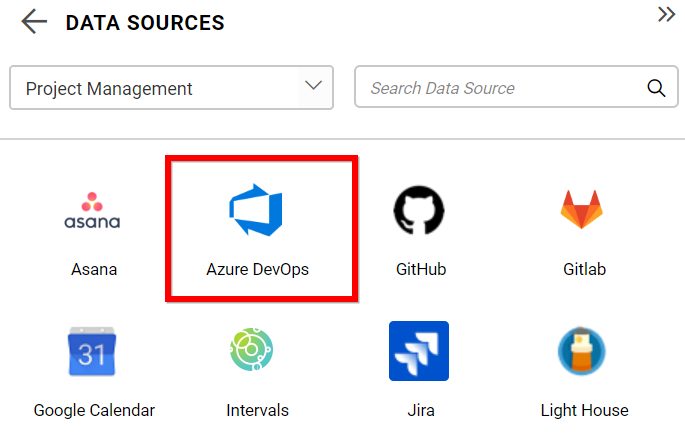 DATA SOURCES
Project Management
Search Data Source
asana
Asana
Azure DevOps
GitHub
Gitlab
31
Google Calendar
Intervals
Jira
Light House